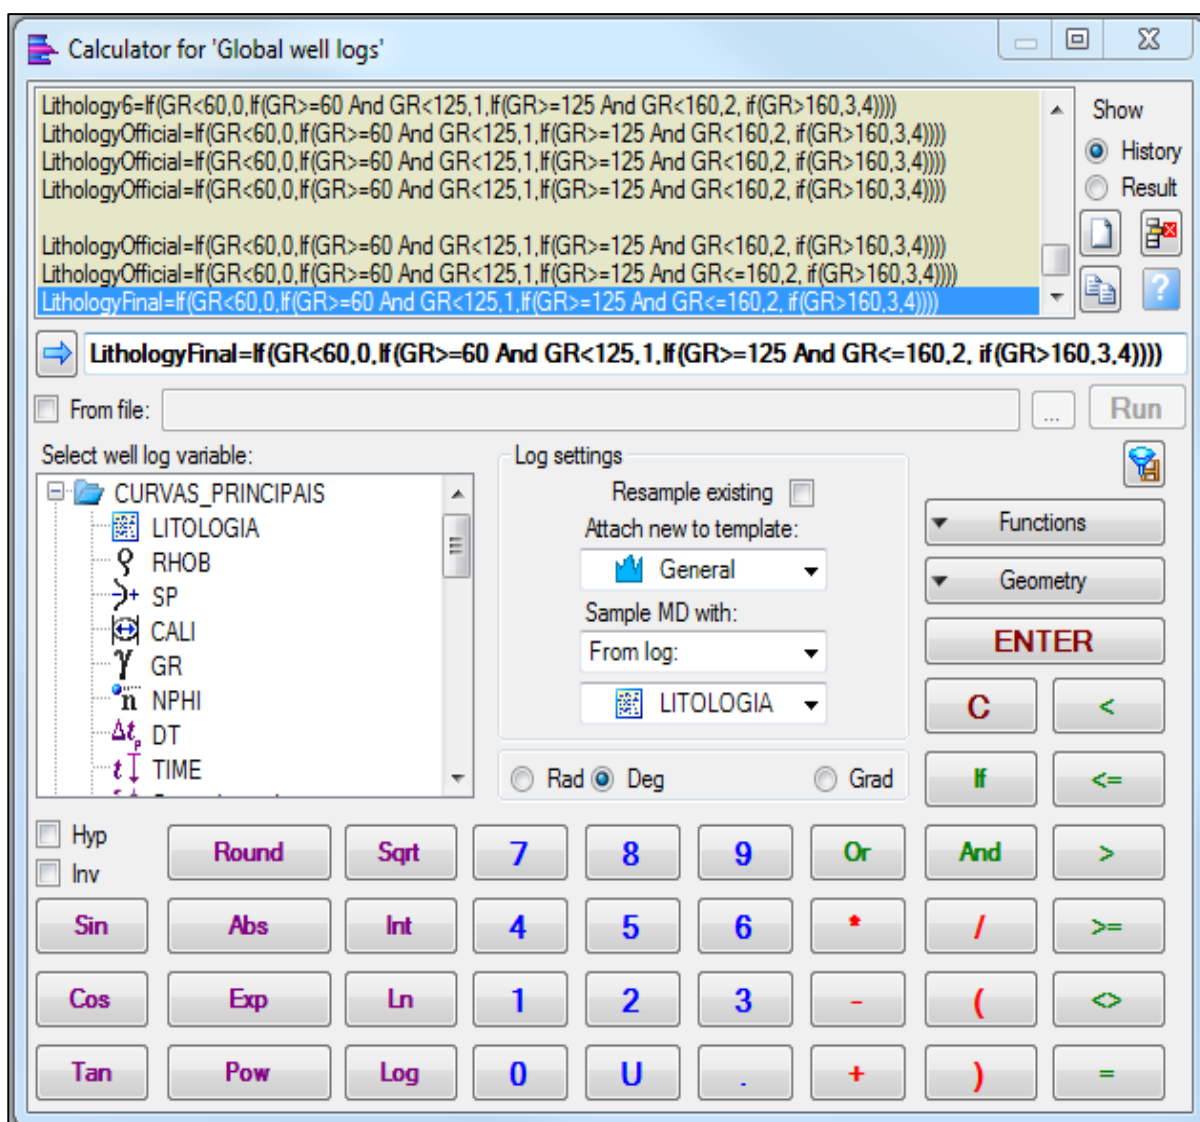 Calculator for 'Global well logs'
Lithology6=If(GR<60,0,If(GR>=60 And GR<125,1,If(GR>=125 And GR<160,2, if(GR>160,3,4))))
LithologyOfficial=If(GR<60,0,If(GR>=60 And GR<125,1,If(GR>=125 And GR<160,2, if(GR>160,3,4))))
LithologyOfficial=If(GR<60,0,If(GR>=60 And GR<125,1,If(GR>=125 And GR<160,2, if(GR>160,3,4))))
LithologyOfficial=If(GR<60,0,If(GR>=60 And GR<125,1,If(GR>=125 And GR<160,2, if(GR>160,3,4))))
LithologyOfficial=If(GR<60,0,If(GR>=60 And GR<125,1,If(GR>=125 And GR<160,2, if(GR>160,3,4))))
LithologyOfficial=If(GR<60,0,If(GR>=60 And GR<125,1,If(GR>=125 And GR<=160,2, if(GR>160,3,4))))
LithologyFinal=If(GR<60,0,If(GR>=60 And GR<125,1,If(GR>=125 And GR<=160,2, if(GR>160,3,4))))
Show
History
Result
?
LithologyFinal=If(GR<60,0,If(GR>=60 And GR<125,1,If(GR>=125 And GR<=160,2, if(GR>160,3,4))))
From file:
... Run
Select well log variable:
CURVAS_PRINCIPAIS
LITOLOGIA
RHOB
SP
CALI
γ GR
n NPHI
Δtp DT
t TIME
Log settings
Resample existing
Attach new to template:
General
Sample MD with:
From log:
LITOLOGIA
Rad Deg Grad
Functions
Geometry
ENTER
C <
If <=
Hyp
Inv
Round Sqrt 7 8 9 Or And >
Sin Abs Int 4 5 6 * / >=
Cos Exp Ln 1 2 3 - ( <>
Tan Pow Log 0 U . + ) =